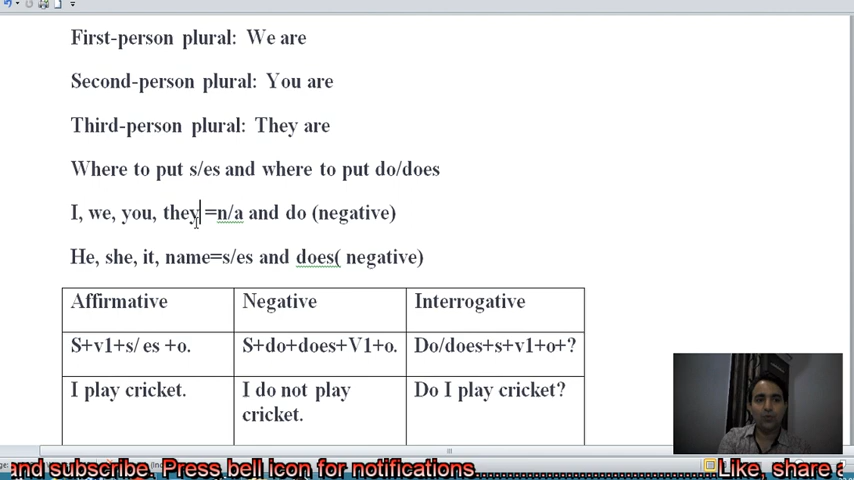 First-person plural: We are
Second-person plural: You are
Third-person plural: They are
Where to put s/es and where to put do/does
I, we, you, they =n/a and do (negative)
He, she, it, name=s/es and does( negative)
Affirmative Negative Interrogative
S+v1+s/ es +o. S+do+does+V1+o. Do/does+s+v1+o+?
I play cricket. I do not play Do I play cricket?
cricket.
and subscribe. Press bell Icon for notifications............................................Like, share a